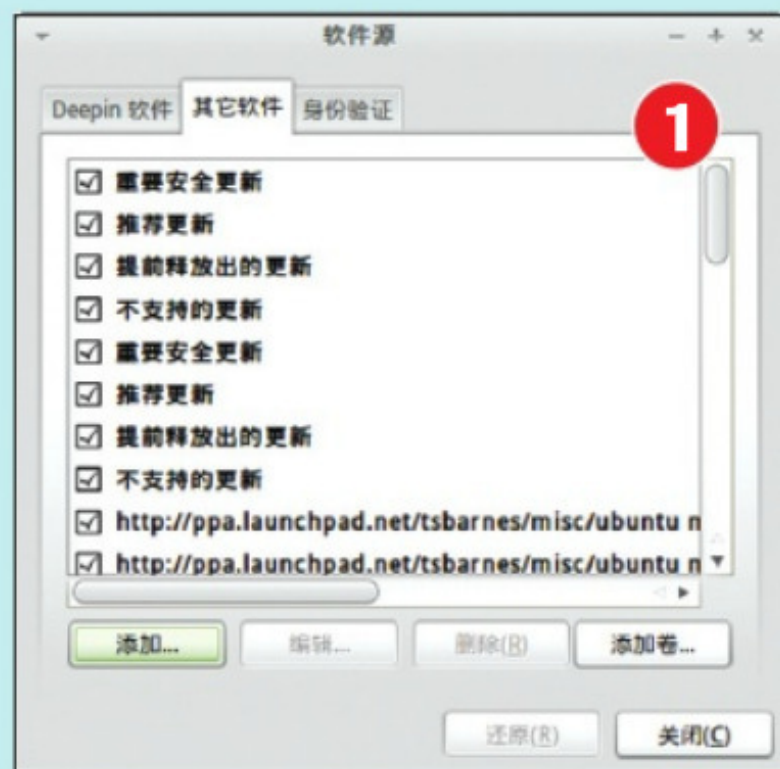 软件源
Deepin 软件 其它软件 身份验证
1
重要安全更新
推荐更新
提前释放出的更新
不支持的更新
重要安全更新
推荐更新
提前释放出的更新
不支持的更新
http://ppa.launchpad.net/tsbarnes/misc/ubuntu n
http://ppa.launchpad.net/tsbarnes/misc/ubuntu n
添加... 编辑... 删除(R) 添加卷...
还原(R) 关闭(C)